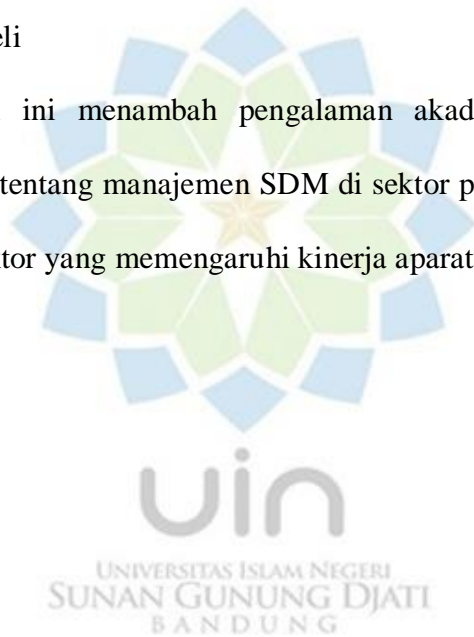 eli
ini menambah pengalaman akad
tentang manajemen SDM di sektor p
tor yang memengaruhi kinerja aparat
uin
UNIVERSITAS ISLAM NEGERI
SUNAN GUNUNG DJATI
BANDUNG